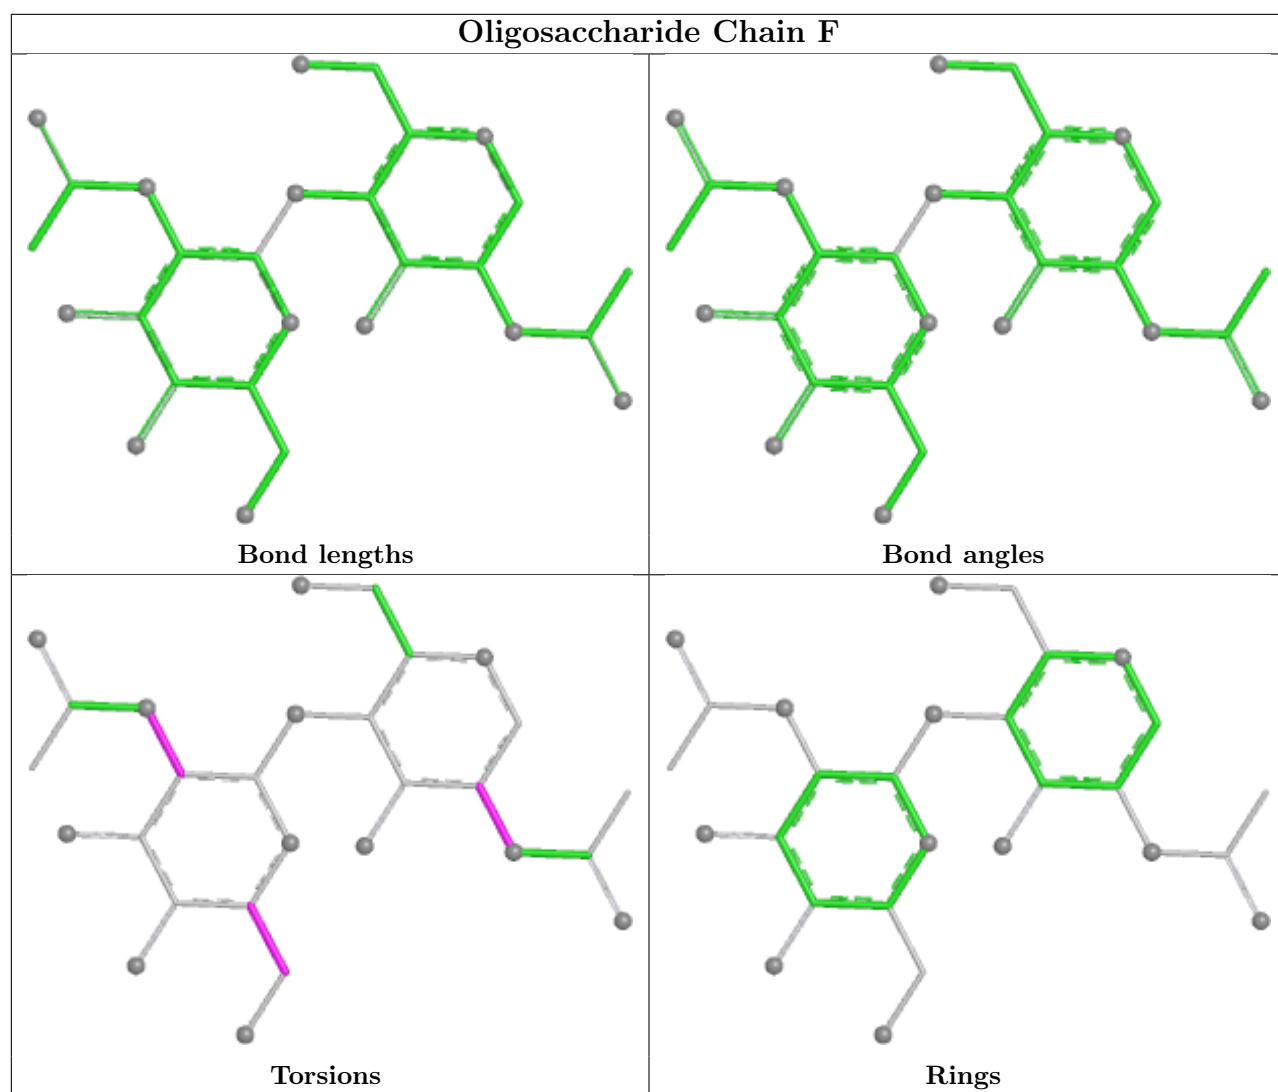 Oligosaccharide Chain F
Bond lengths
Bond angles
Torsions
Rings